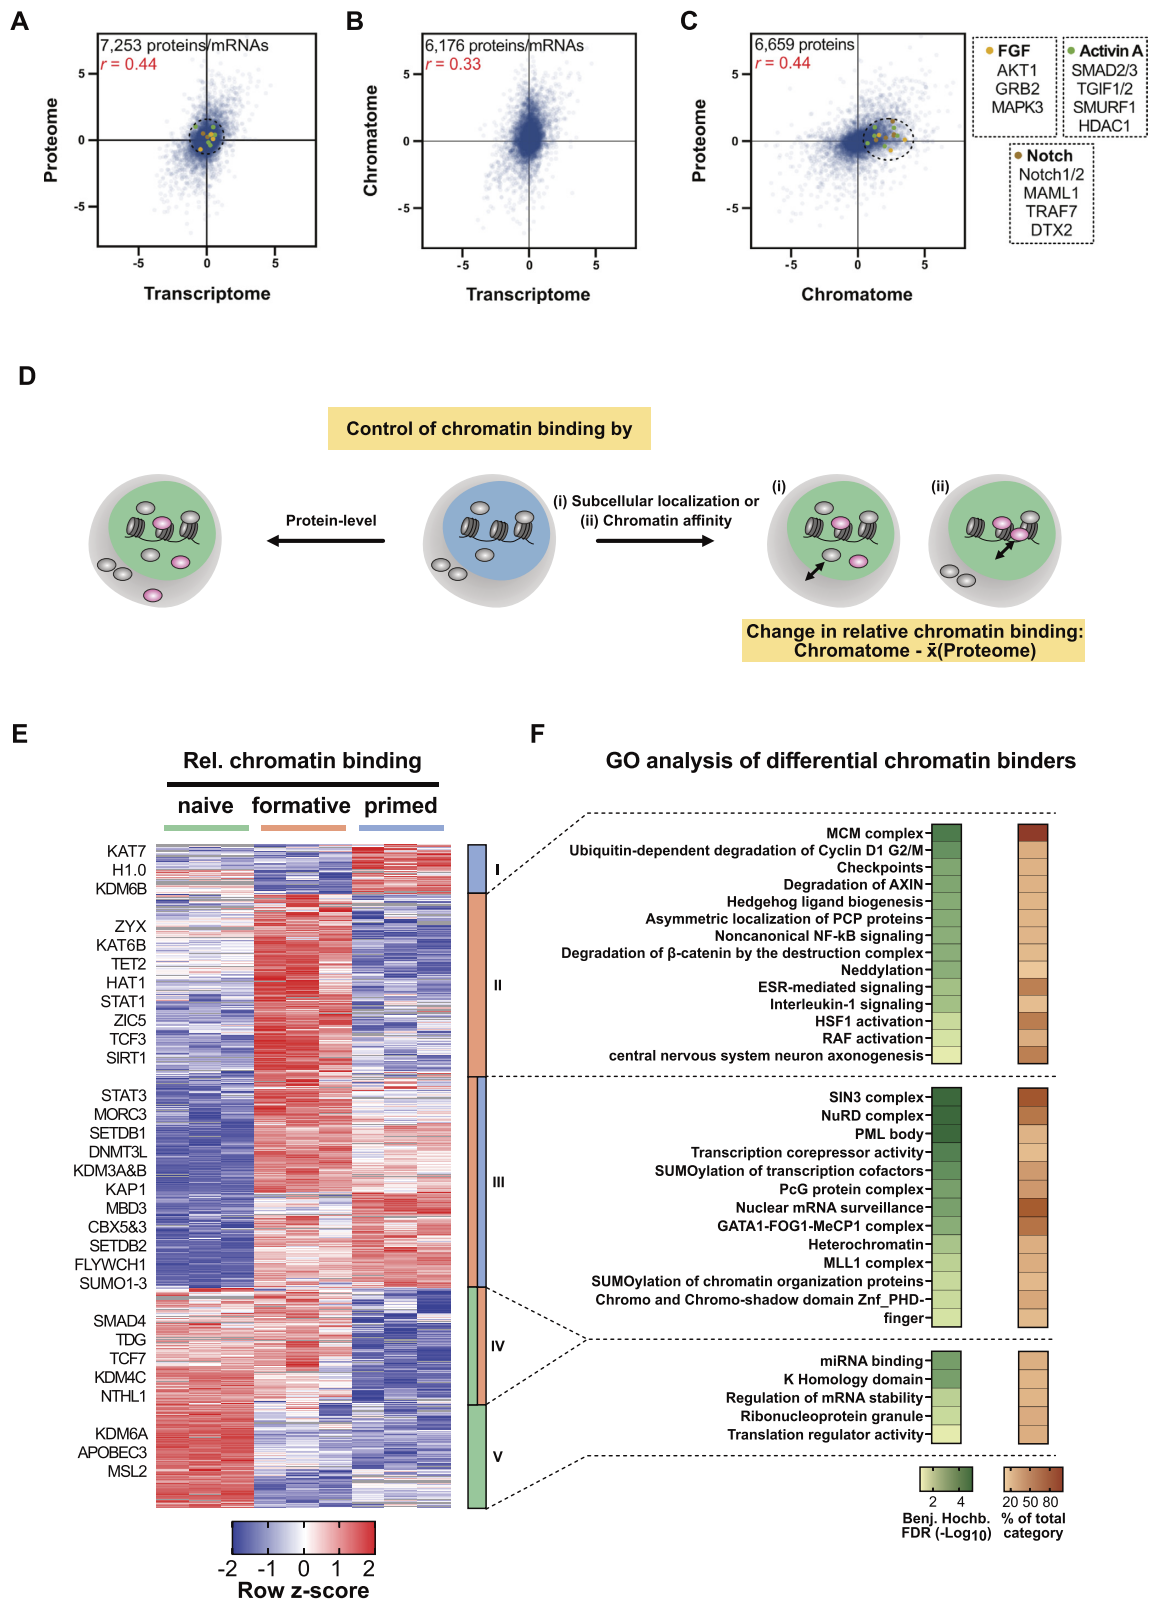 A
B
C
7,253 proteins/mRNAs
r = 0.44
5
0
-5
Proteome
-5
0
5
Transcriptome
6,176 proteins/mRNAs
r = 0.33
5
0
-5
Chromatome
-5
0
5
Transcriptome
6,659 proteins
r = 0.44
5
0
-5
Proteome
-5
0
5
Chromatome
FGF
AKT1
GRB2
MAPK3
Activin A
SMAD2/3
TGIF1/2
SMURF1
HDAC1
Notch
Notch1/2
MAML1
TRAF7
DTX2
D
Control of chromatin binding by
Protein-level
(i) Subcellular localization or
(ii) Chromatin affinity
(i)
(ii)
Change in relative chromatin binding:
Chromatome - x̄(Proteome)
E
Rel. chromatin binding
naive formative primed
KAT7
H1.0
KDM6B
ZYX
KAT6B
TET2
HAT1
STAT1
ZIC5
TCF3
SIRT1
STAT3
MORC3
SETDB1
DNMT3L
KDM3A&B
KAP1
MBD3
CBX5&3
SETDB2
FLYWCH1
SUMO1-3
SMAD4
TDG
TCF7
KDM4C
NTHL1
KDM6A
APOBEC3
MSL2
I
II
III
IV
V
-2 -1 0 1 2
Row z-score
F
GO analysis of differential chromatin binders
MCM complex
Ubiquitin-dependent degradation of Cyclin D1 G2/M
Checkpoints
Degradation of AXIN
Hedgehog ligand biogenesis
Asymmetric localization of PCP proteins
Noncanonical NF-kB signaling
Degradation of β-catenin by the destruction complex
Neddylation
ESR-mediated signaling
Interleukin-1 signaling
HSF1 activation
RAF activation
central nervous system neuron axonogenesis
SIN3 complex
NuRD complex
PML body
Transcription corepressor activity
SUMOylation of transcription cofactors
PcG protein complex
Nuclear mRNA surveillance
GATA1-FOG1-MeCP1 complex
Heterochromatin
MLL1 complex
SUMOylation of chromatin organization proteins
Chromo and Chromo-shadow domain Znf_PHD-
finger
miRNA binding
K Homology domain
Regulation of mRNA stability
Ribonucleoprotein granule
Translation regulator activity
2 4
Benj. Hochb.
FDR (-Log10)
20 50 80
% of total
category